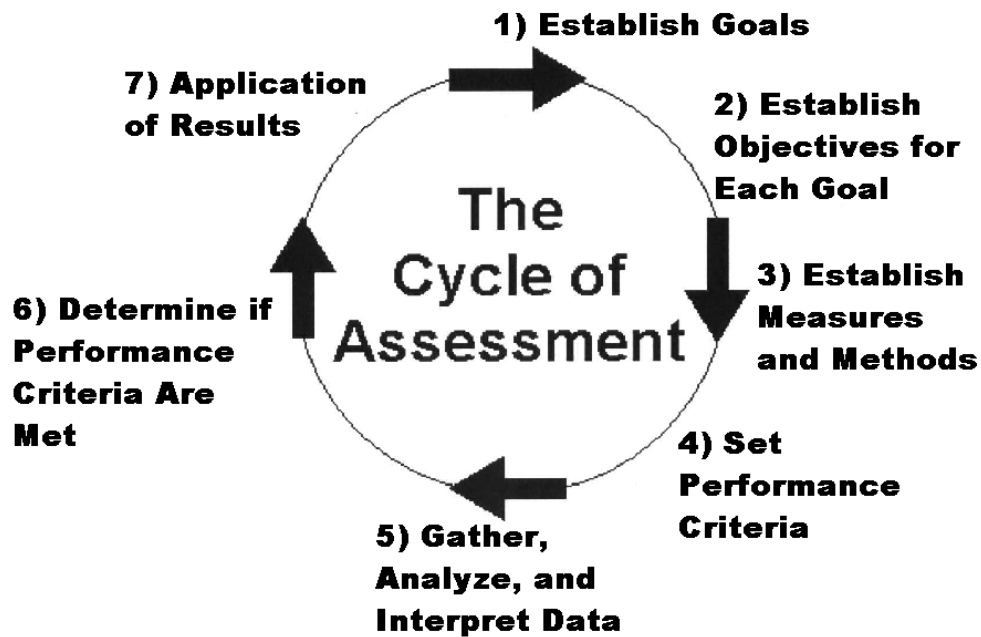 1) Establish Goals
2) Establish
Objectives for
Each Goal
3) Establish
Measures
and Methods
4) Set
Performance
Criteria
5) Gather,
Analyze, and
Interpret Data
6) Determine if
Performance
Criteria Are
Met
7) Application
of Results
The
Cycle of
Assessment